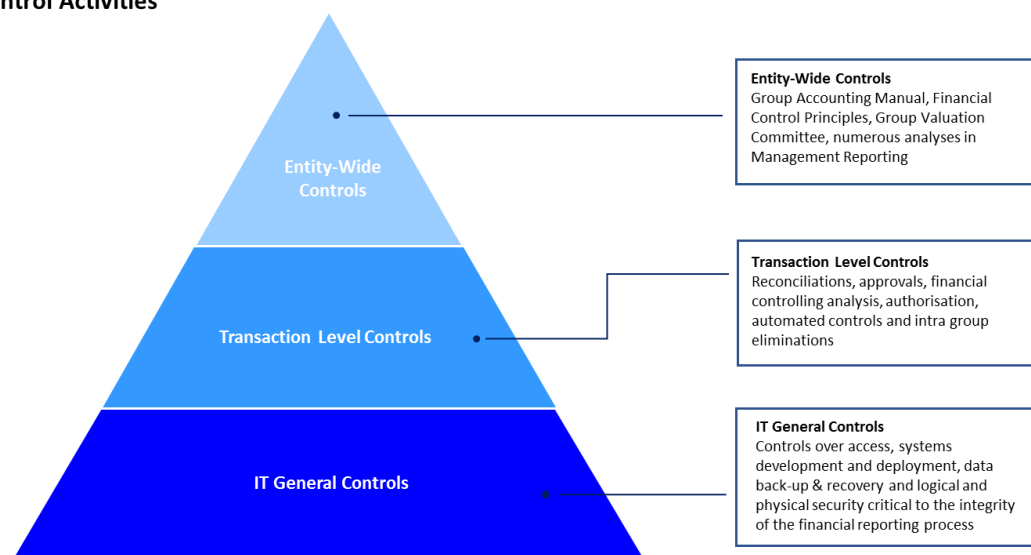 ntrol Activities
Entity-Wide Controls
Group Accounting Manual, Financial
Control Principles, Group Valuation
Committee, numerous analyses in
Management Reporting
Entity-Wide
Controls
Transaction Level Controls
Reconciliations, approvals, financial
controlling analysis, authorisation,
automated controls and intra group
eliminations
Transaction Level Controls
IT General Controls
Controls over access, systems
development and deployment, data
back-up & recovery and logical and
physical security critical to the integrity
of the financial reporting process
IT General Controls